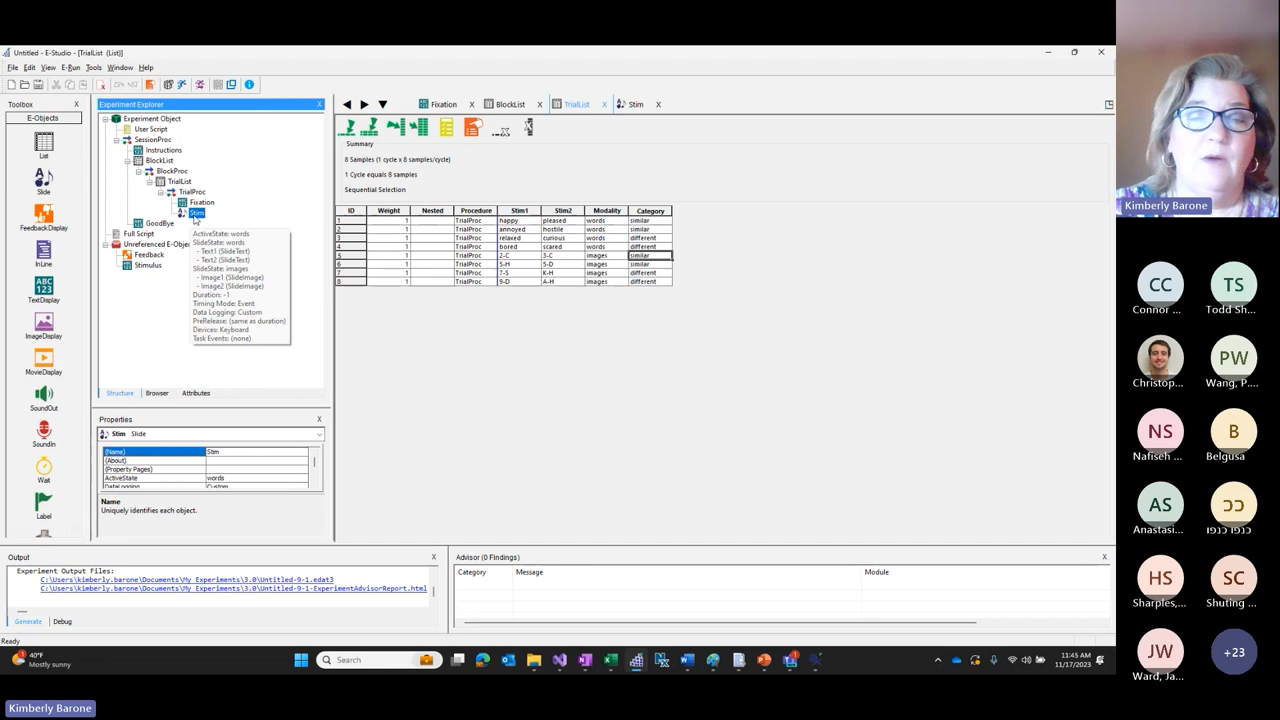 Untitled - E-Studio - [TrialList (List)]
File Edit View E-Run Tools Window Help
Toolbox
E-Objects
List
Slide
FeedbackDisplay
InLine
TextDisplay
ImageDisplay
MovieDisplay
SoundOut
SoundIn
Wait
Label
Experiment Explorer
Experiment Object
User Script
SessionProc
Instructions
BlockList
BlockProc
TrialList
TrialProc
Fixation
Stim
GoodBye
Full Script
Unreferenced E-Obje
Feedback
Stimulus
ActiveState: words
SlideState: words
- Text1 (SlideText)
- Text2 (SlideText)
SlideState: images
- Image1 (SlideImage)
- Image2 (SlideImage)
Duration: -1
Timing Mode: Event
Data Logging: Custom
PreRelease: (same as duration)
Devices: Keyboard
Task Events: (none)
Structure Browser Attributes
Properties
Stim Slide
(Name) Stim
(About)
(Property Pages)
ActiveState words
DataLogging Custom
Name
Uniquely identifies each object.
Fixation BlockList TrialList Stim
Summary
8 Samples (1 cycle x 8 samples/cycle)
1 Cycle equals 8 samples
Sequential Selection
ID Weight Nested Procedure Stim1 Stim2 Modality Category
1 1 TrialProc happy pleased words similar
2 1 TrialProc annoyed hostile words similar
3 1 TrialProc relaxed curious words different
4 1 TrialProc bored scared words different
5 1 TrialProc 2-C 3-C images similar
6 1 TrialProc 5-H 5-D images similar
7 1 TrialProc 7-S K-H images different
8 1 TrialProc 9-D A-H images different
Output
Experiment Output Files:
C:\Users\kimberly.barone\Documents\My Experiments\3.0\Untitled-9-1.edat3
C:\Users\kimberly.barone\Documents\My Experiments\3.0\Untitled-9-1-ExperimentAdvisorReport.html
Generate Debug
Advisor (0 Findings)
Category Message Module
Ready
40°F
Mostly sunny
Search
11:45 AM
11/17/2023
Kimberly Barone
Kimberly Barone
CC TS
Connor ... Todd Sh...
PW
Christop... Wang, P...
NS B
Nafiseh ... Belgusa
AS כנ
Anastasi... כנפו כנפו
HS SC
Sharples,... Shuting ...
JW +23
Ward, Ja...